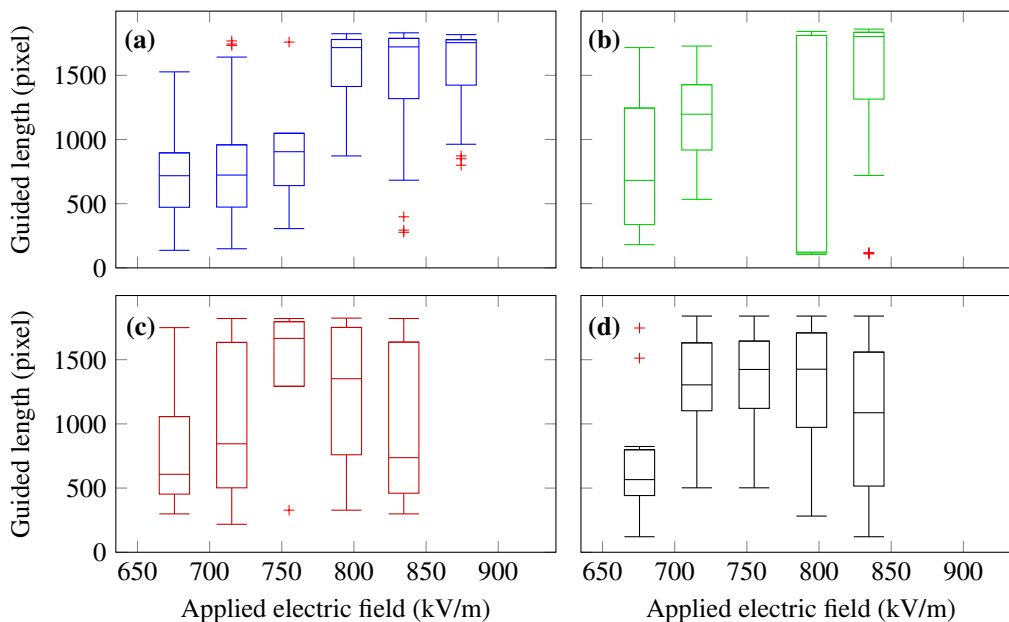 (a)
(b)
Guided length (pixel)
1500
1000
500
0
(c)
(d)
Guided length (pixel)
1500
1000
500
0
650 700 750 800 850 900
650 700 750 800 850 900
Applied electric field (kV/m)
Applied electric field (kV/m)